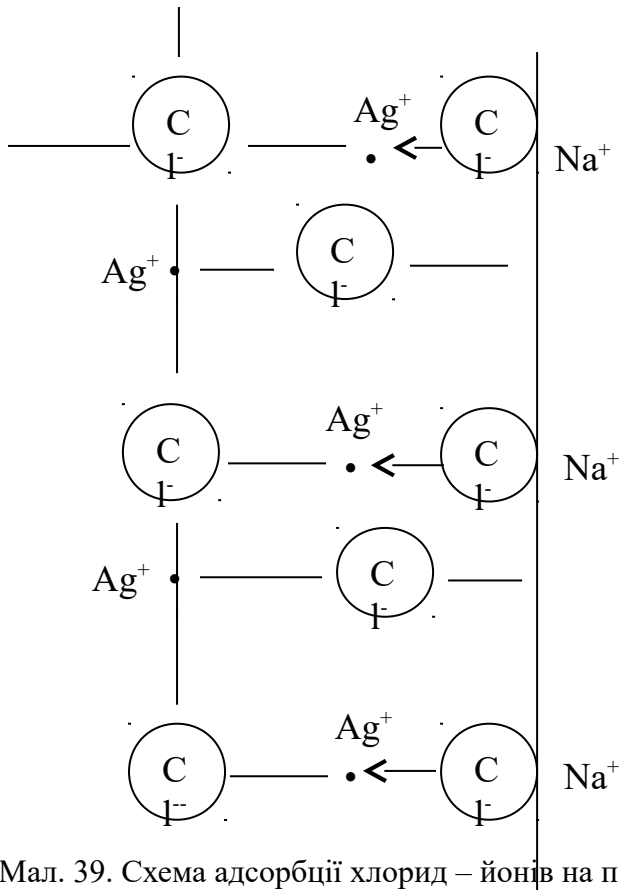 Ag⁺
C
l⁻
C
l⁻
Na⁺
C
l⁻
Ag⁺
Ag⁺
C
l⁻
C
l⁻
Na⁺
C
l⁻
Ag⁺
Ag⁺
C
l⁻⁻
C
l⁻
Na⁺
Мал. 39. Схема адсорбції хлорид – йонів на п